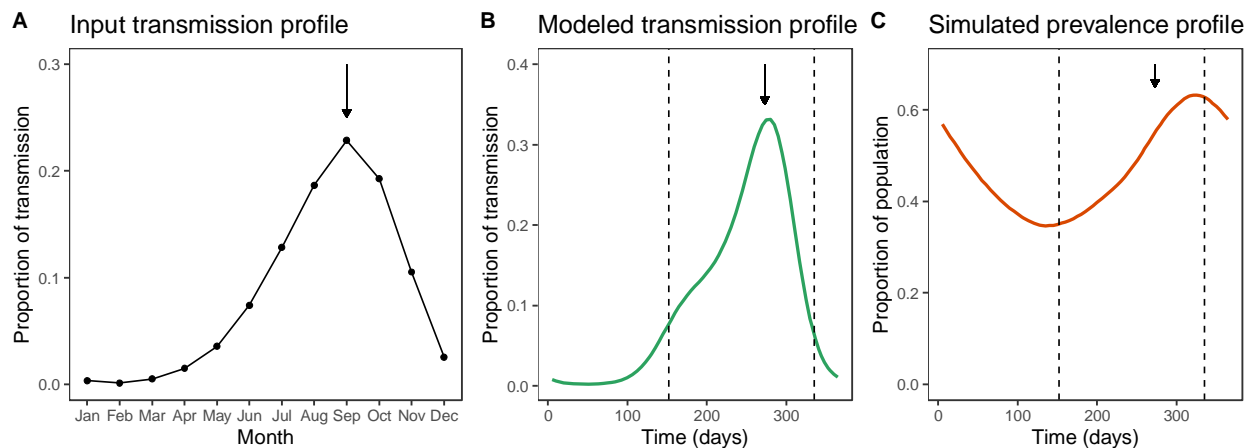 A
Input transmission profile
Proportion of transmission
0.3
0.2
0.1
0.0
Jan Feb Mar Apr May Jun Jul Aug Sep Oct Nov Dec
Month
B
Modeled transmission profile
Proportion of transmission
0.4
0.3
0.2
0.1
0.0
0 100 200 300
Time (days)
C
Simulated prevalence profile
Proportion of population
0.6
0.4
0.2
0.0
0 100 200 300
Time (days)